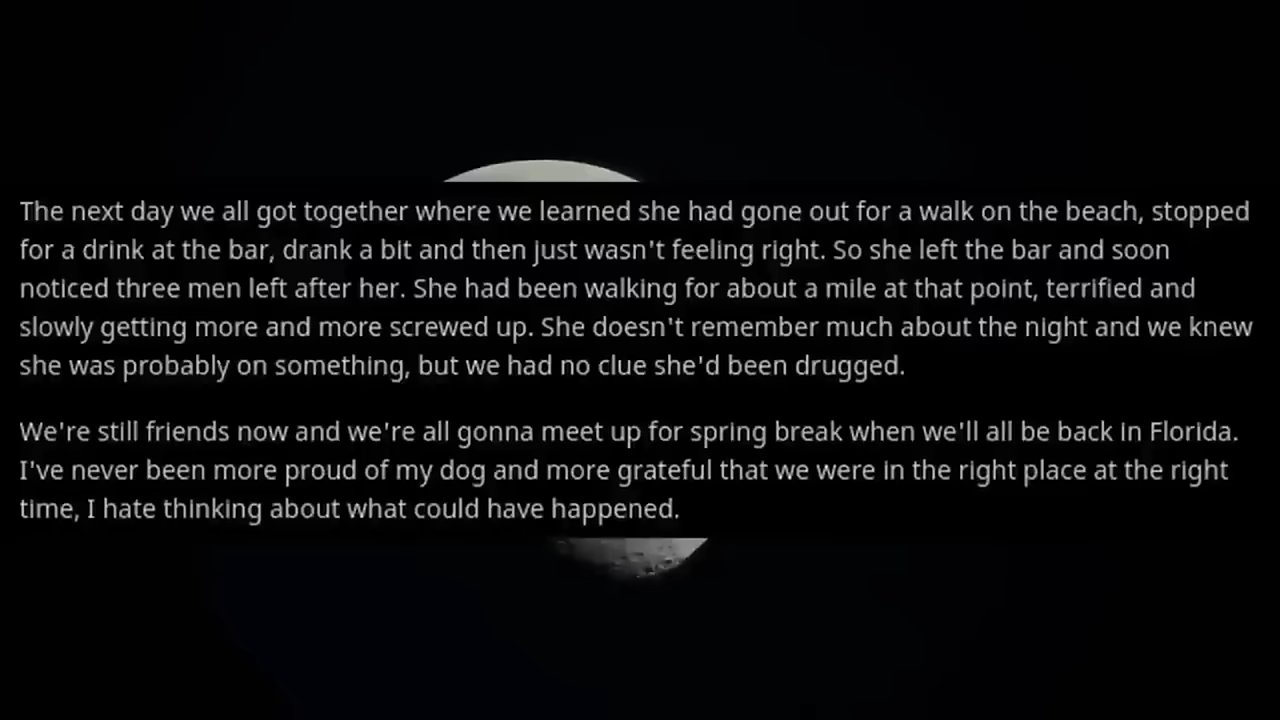 The next day we all got together where we learned she had gone out for a walk on the beach, stopped
for a drink at the bar, drank a bit and then just wasn't feeling right. So she left the bar and soon
noticed three men left after her. She had been walking for about a mile at that point, terrified and
slowly getting more and more screwed up. She doesn't remember much about the night and we knew
she was probably on something, but we had no clue she'd been drugged.
We're still friends now and we're all gonna meet up for spring break when we'll all be back in Florida.
I've never been more proud of my dog and more grateful that we were in the right place at the right
time, I hate thinking about what could have happened.